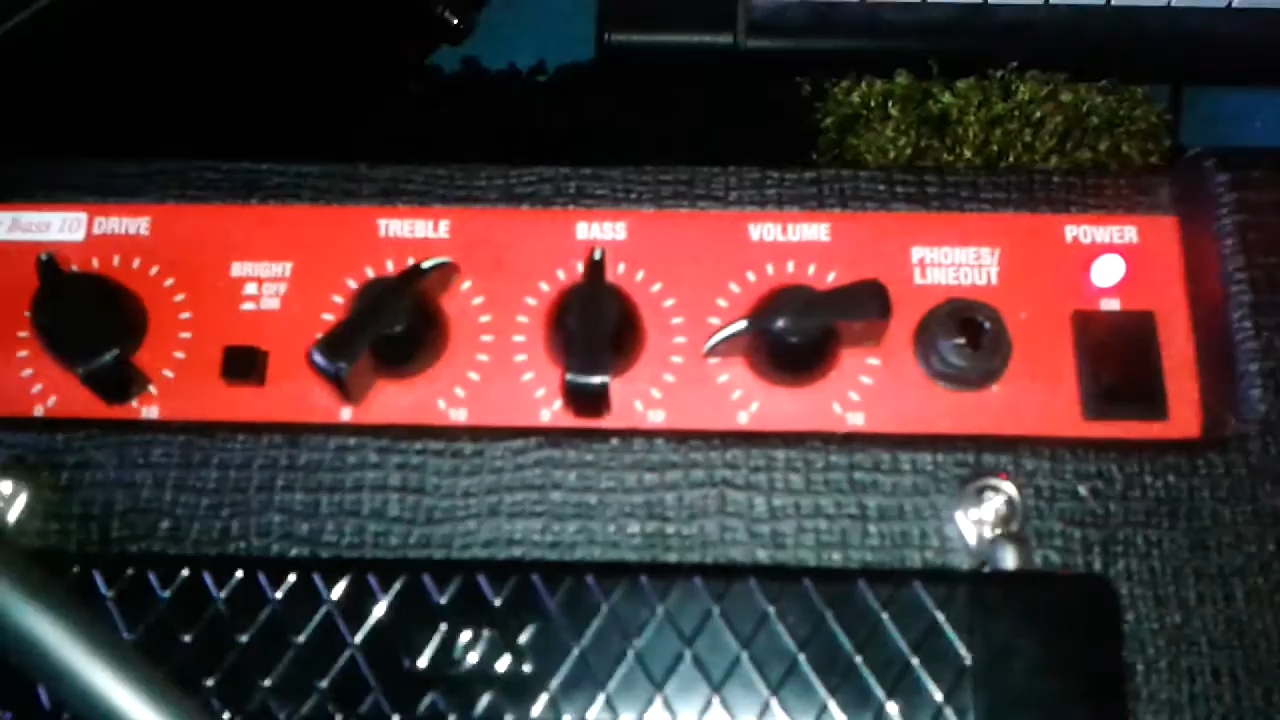 Bass 10 DRIVE
TREBLE
BASS
VOLUME
POWER
BRIGHT
OFF
ON
PHONES/
LINEOUT
ON
0
10
0
10
0
10
0
10
VOX